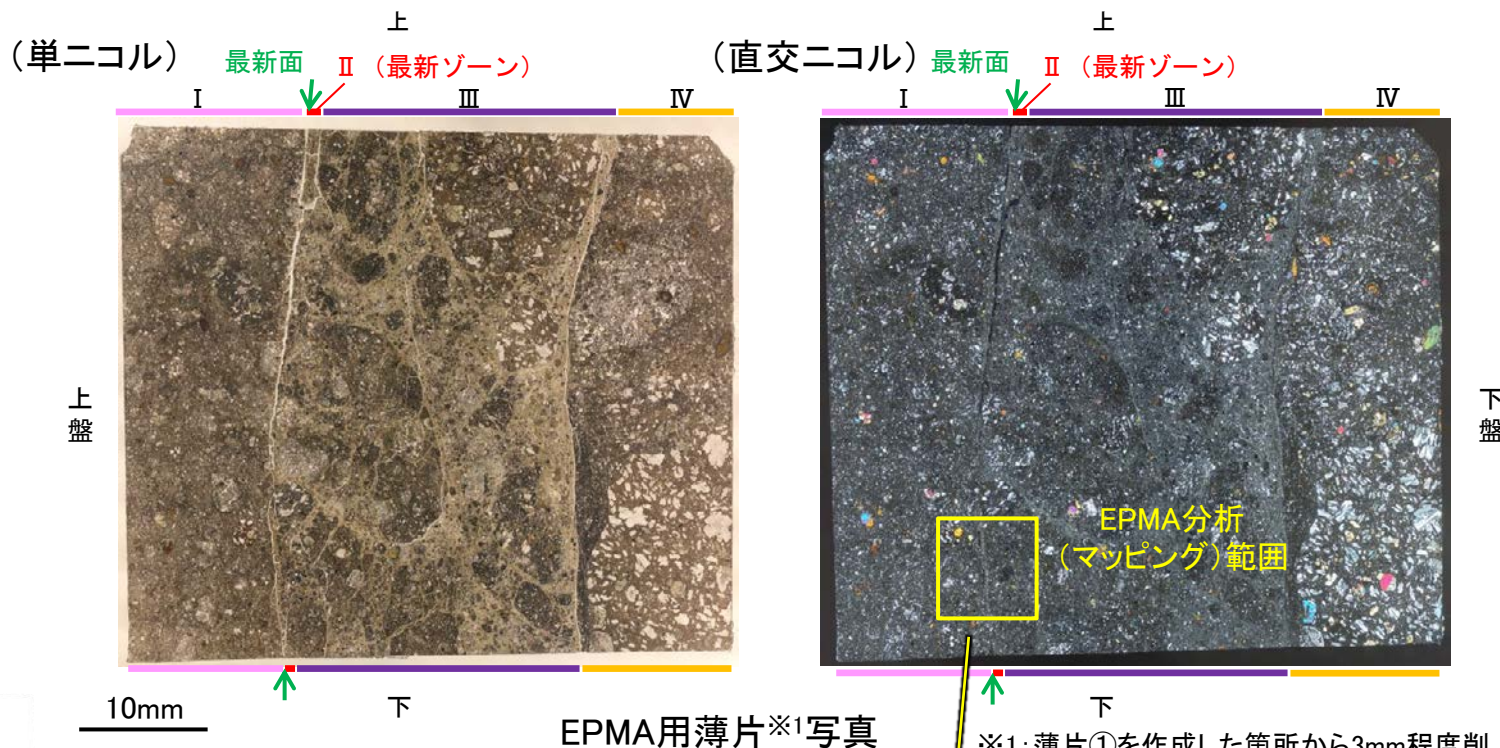 (単ニコル)
上
最新面
Ⅱ (最新ゾーン)
Ⅰ
Ⅲ
Ⅳ
上盤
10mm
下
(直交ニコル)
上
最新面
Ⅱ (最新ゾーン)
Ⅰ
Ⅲ
Ⅳ
EPMA分析
(マッピング)範囲
下盤
下
EPMA用薄片※1写真
※1:薄片①を作成した箇所から3mm程度削